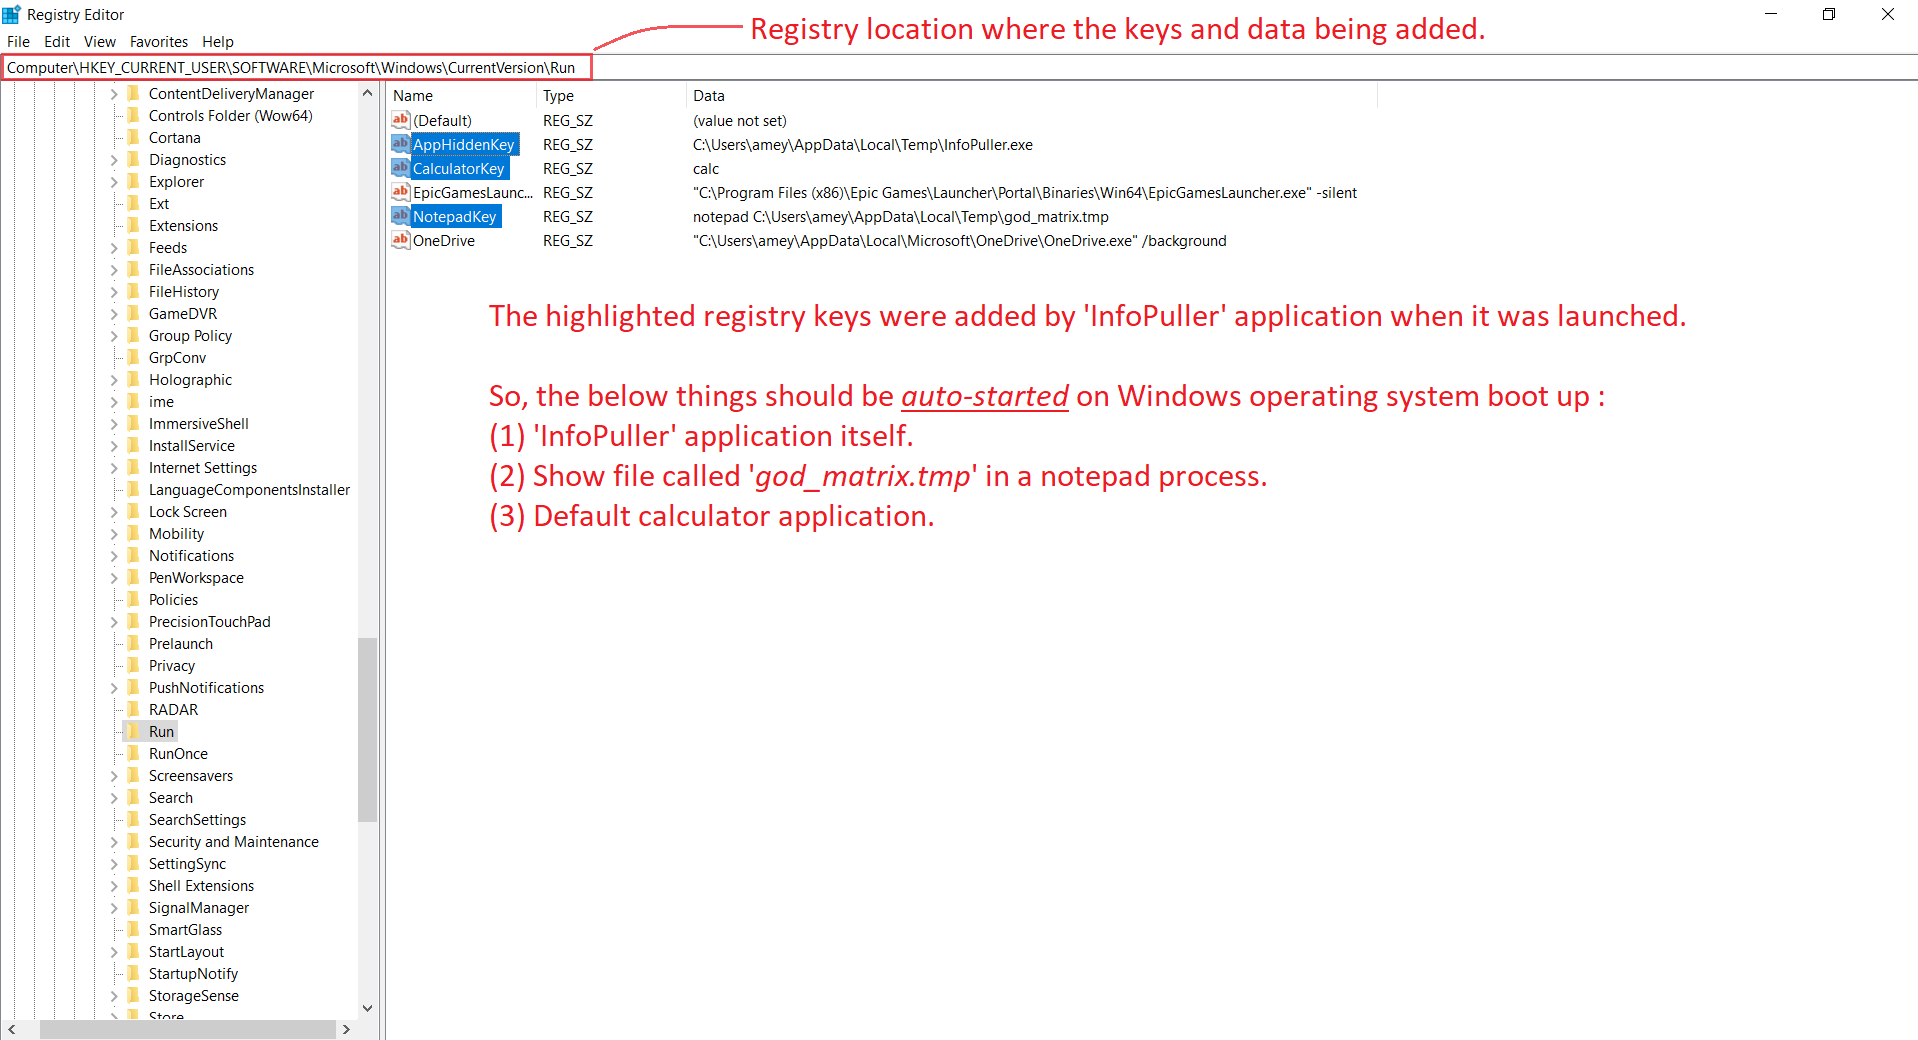 Registry Editor
Registry location where the keys and data being added.
File Edit View Favorites Help
Computer\HKEY_CURRENT_USER\SOFTWARE\Microsoft\Windows\CurrentVersion\Run
ContentDeliveryManager
Controls Folder (Wow64)
Cortana
Diagnostics
Explorer
Ext
Extensions
Feeds
FileAssociations
FileHistory
GameDVR
Group Policy
GrpConv
Holographic
ime
ImmersiveShell
InstallService
Internet Settings
LanguageComponentsInstaller
Lock Screen
Mobility
Notifications
PenWorkspace
Policies
PrecisionTouchPad
Prelaunch
Privacy
PushNotifications
RADAR
Run
RunOnce
Screensavers
Search
SearchSettings
Security and Maintenance
SettingSync
Shell Extensions
SignalManager
SmartGlass
StartLayout
StartupNotify
StorageSense
Store
Name Type Data
ab (Default) REG_SZ (value not set)
ab AppHiddenKey REG_SZ C:\Users\amey\AppData\Local\Temp\InfoPuller.exe
ab CalculatorKey REG_SZ calc
ab EpicGamesLaunc... REG_SZ "C:\Program Files (x86)\Epic Games\Launcher\Portal\Binaries\Win64\EpicGamesLauncher.exe" -silent
ab NotepadKey REG_SZ notepad C:\Users\amey\AppData\Local\Temp\god_matrix.tmp
ab OneDrive REG_SZ "C:\Users\amey\AppData\Local\Microsoft\OneDrive\OneDrive.exe" /background
The highlighted registry keys were added by 'InfoPuller' application when it was launched.
So, the below things should be auto-started on Windows operating system boot up :
(1) 'InfoPuller' application itself.
(2) Show file called 'god_matrix.tmp' in a notepad process.
(3) Default calculator application.